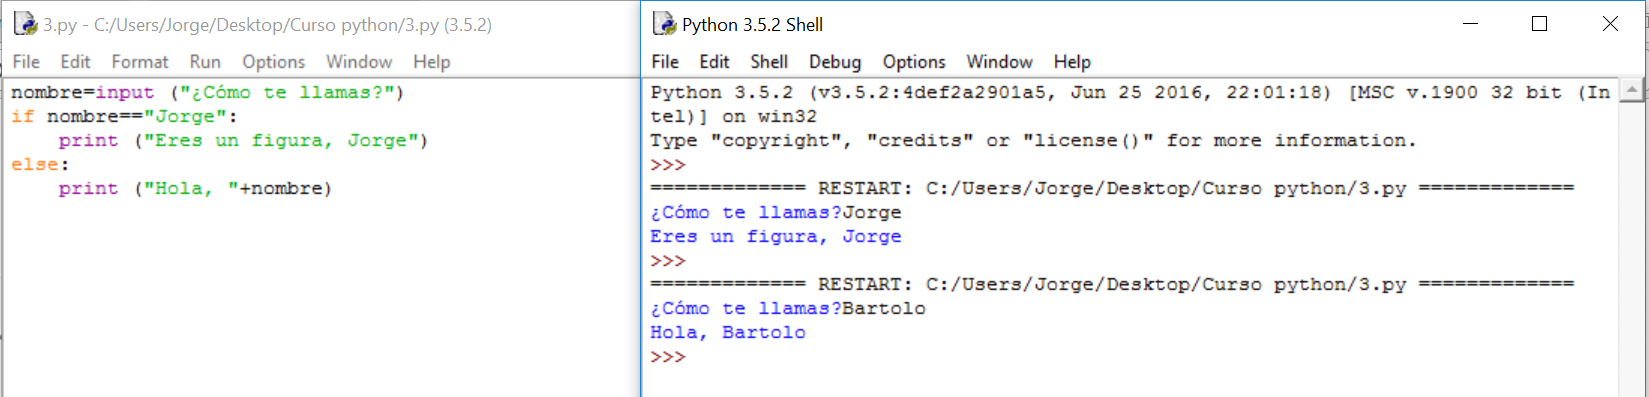 3.py - C:/Users/Jorge/Desktop/Curso python/3.py (3.5.2)
File Edit Format Run Options Window Help
nombre=input ("¿Cómo te llamas?")
if nombre=="Jorge":
    print ("Eres un figura, Jorge")
else:
    print ("Hola, "+nombre)
Python 3.5.2 Shell
File Edit Shell Debug Options Window Help
Python 3.5.2 (v3.5.2:4def2a2901a5, Jun 25 2016, 22:01:18) [MSC v.1900 32 bit (In
tel)] on win32
Type "copyright", "credits" or "license()" for more information.
>>>
============= RESTART: C:/Users/Jorge/Desktop/Curso python/3.py =============
¿Cómo te llamas?Jorge
Eres un figura, Jorge
>>>
============= RESTART: C:/Users/Jorge/Desktop/Curso python/3.py =============
¿Cómo te llamas?Bartolo
Hola, Bartolo
>>>